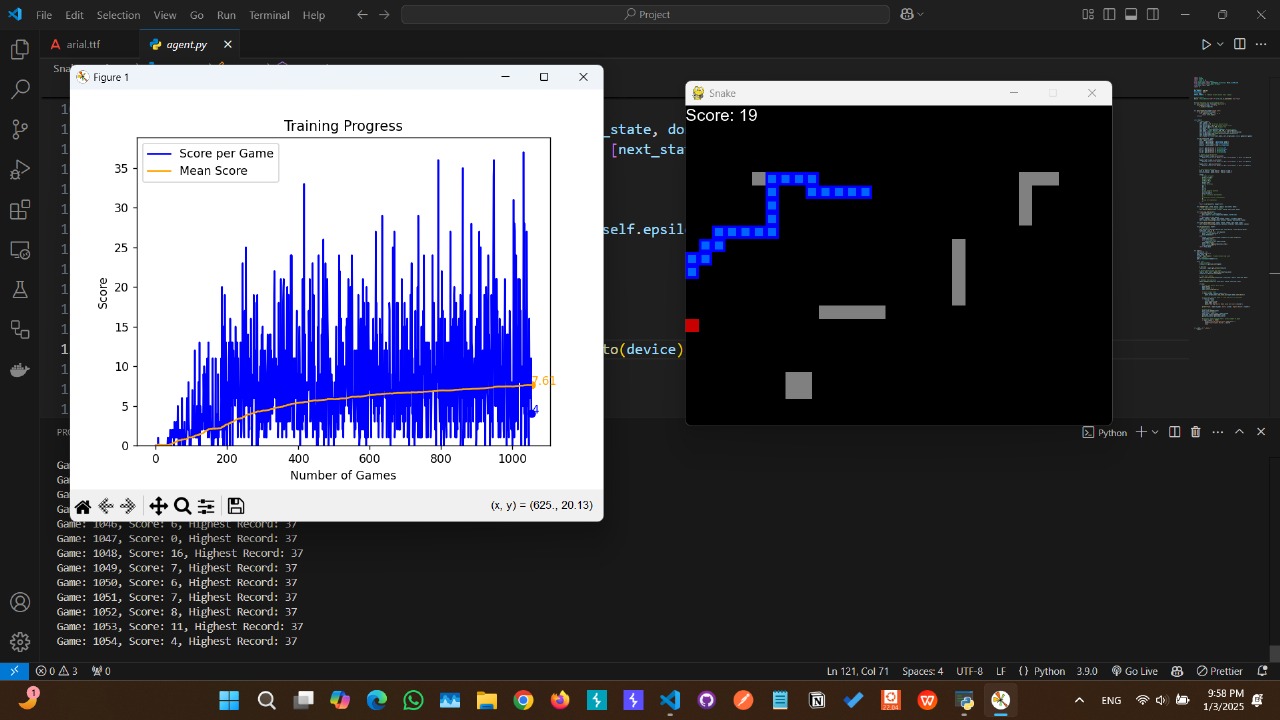 File Edit Selection View Go Run Terminal Help
Project
arial.ttf
agent.py
Figure 1
Training Progress
Score per Game
Mean Score
35
30
25
20
15
10
5
0
Score
0 200 400 600 800 1000
Number of Games
7.61
4
(x, y) = (625., 20.13)
_state, do
[next_sta
self.epsil
to(device)
Snake
Score: 19
Python
Game: 1046, Score: 6, Highest Record: 37
Game: 1047, Score: 0, Highest Record: 37
Game: 1048, Score: 16, Highest Record: 37
Game: 1049, Score: 7, Highest Record: 37
Game: 1050, Score: 6, Highest Record: 37
Game: 1051, Score: 7, Highest Record: 37
Game: 1052, Score: 8, Highest Record: 37
Game: 1053, Score: 11, Highest Record: 37
Game: 1054, Score: 4, Highest Record: 37
0 3 0
Ln 121, Col 71 Spaces: 4 UTF-8 LF { } Python 3.9.0 Go Live Prettier
1
22.04
ENG
9:58 PM
1/3/2025